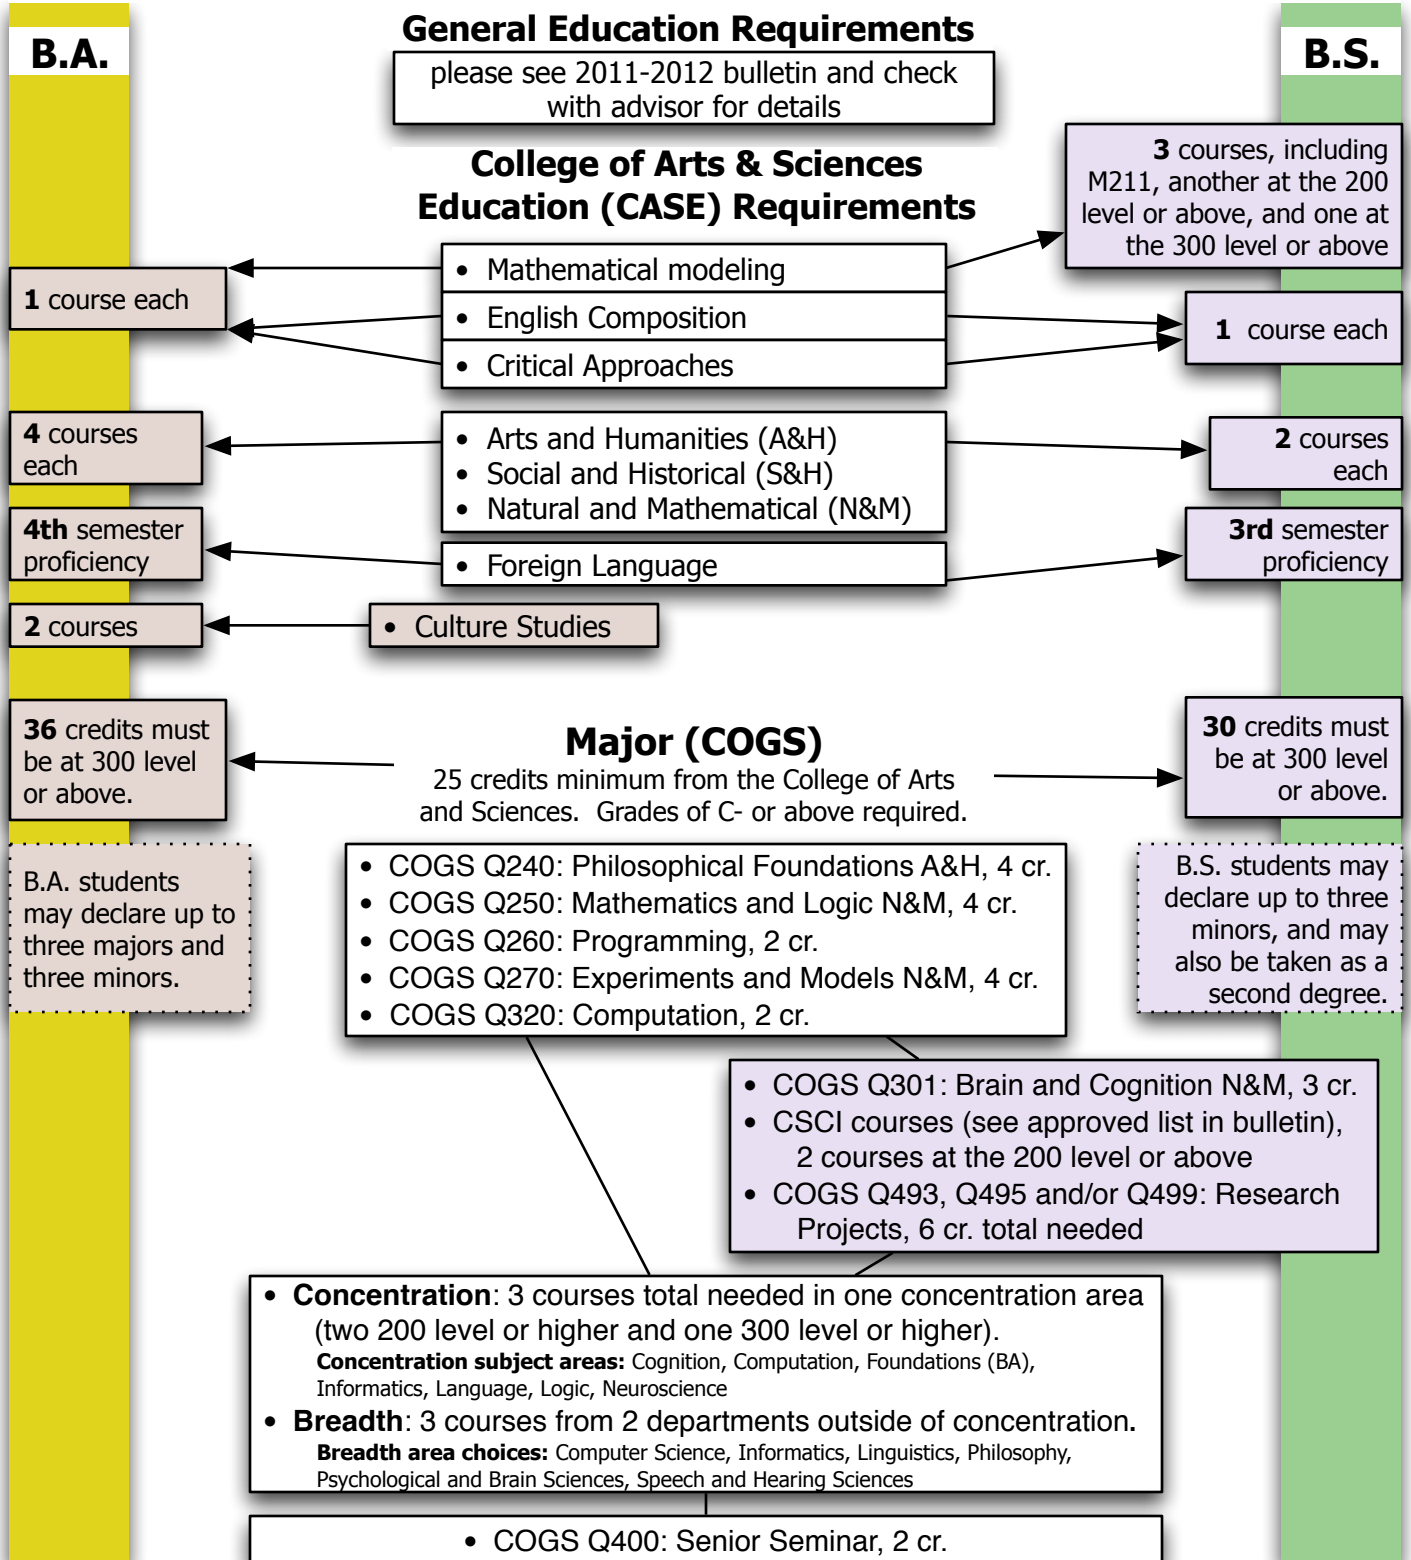 B.A.
General Education Requirements
B.S.
please see 2011-2012 bulletin and check
with advisor for details
College of Arts & Sciences
Education (CASE) Requirements
3 courses, including
M211, another at the 200
level or above, and one at
the 300 level or above
1 course each
• Mathematical modeling
• English Composition
• Critical Approaches
1 course each
4 courses
each
• Arts and Humanities (A&H)
• Social and Historical (S&H)
• Natural and Mathematical (N&M)
2 courses
each
4th semester
proficiency
• Foreign Language
3rd semester
proficiency
2 courses
• Culture Studies
36 credits must
be at 300 level
or above.
Major (COGS)
25 credits minimum from the College of Arts
and Sciences. Grades of C- or above required.
30 credits must
be at 300 level
or above.
B.A. students
may declare up to
three majors and
three minors.
• COGS Q240: Philosophical Foundations A&H, 4 cr.
• COGS Q250: Mathematics and Logic N&M, 4 cr.
• COGS Q260: Programming, 2 cr.
• COGS Q270: Experiments and Models N&M, 4 cr.
• COGS Q320: Computation, 2 cr.
B.S. students may
declare up to three
minors, and may
also be taken as a
second degree.
• COGS Q301: Brain and Cognition N&M, 3 cr.
• CSCI courses (see approved list in bulletin),
2 courses at the 200 level or above
• COGS Q493, Q495 and/or Q499: Research
Projects, 6 cr. total needed
• Concentration: 3 courses total needed in one concentration area
(two 200 level or higher and one 300 level or higher).
Concentration subject areas: Cognition, Computation, Foundations (BA),
Informatics, Language, Logic, Neuroscience
• Breadth: 3 courses from 2 departments outside of concentration.
Breadth area choices: Computer Science, Informatics, Linguistics, Philosophy,
Psychological and Brain Sciences, Speech and Hearing Sciences
• COGS Q400: Senior Seminar, 2 cr.